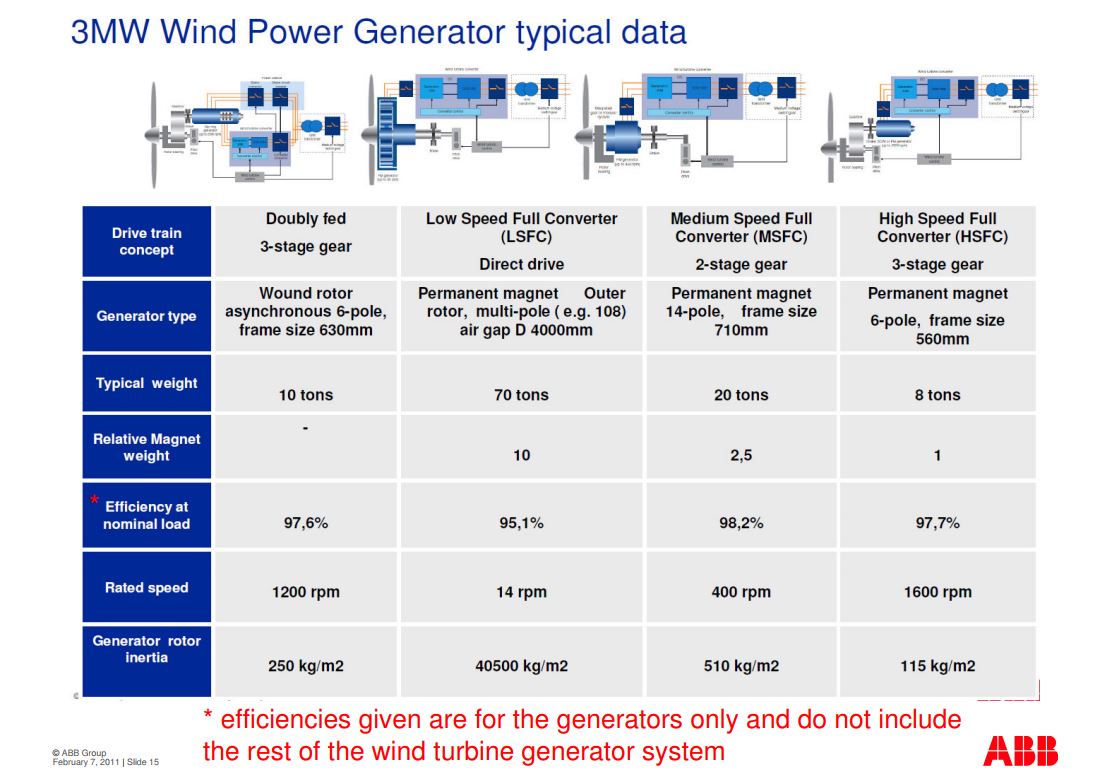 3MW Wind Power Generator typical data
Drive train
concept
Doubly fed
3-stage gear
Low Speed Full Converter
(LSFC)
Direct drive
Medium Speed Full
Converter (MSFC)
2-stage gear
High Speed Full
Converter (HSFC)
3-stage gear
Generator type
Wound rotor
asynchronous 6-pole,
frame size 630mm
Permanent magnet Outer
rotor, multi-pole ( e.g. 108)
air gap D 4000mm
Permanent magnet
14-pole, frame size
710mm
Permanent magnet
6-pole, frame size
560mm
Typical weight
10 tons
70 tons
20 tons
8 tons
Relative Magnet
weight
-
10
2,5
1
* Efficiency at
nominal load
97,6%
95,1%
98,2%
97,7%
Rated speed
1200 rpm
14 rpm
400 rpm
1600 rpm
Generator rotor
inertia
250 kg/m2
40500 kg/m2
510 kg/m2
115 kg/m2
* efficiencies given are for the generators only and do not include
the rest of the wind turbine generator system
© ABB Group
February 7, 2011 | Slide 15
ABB